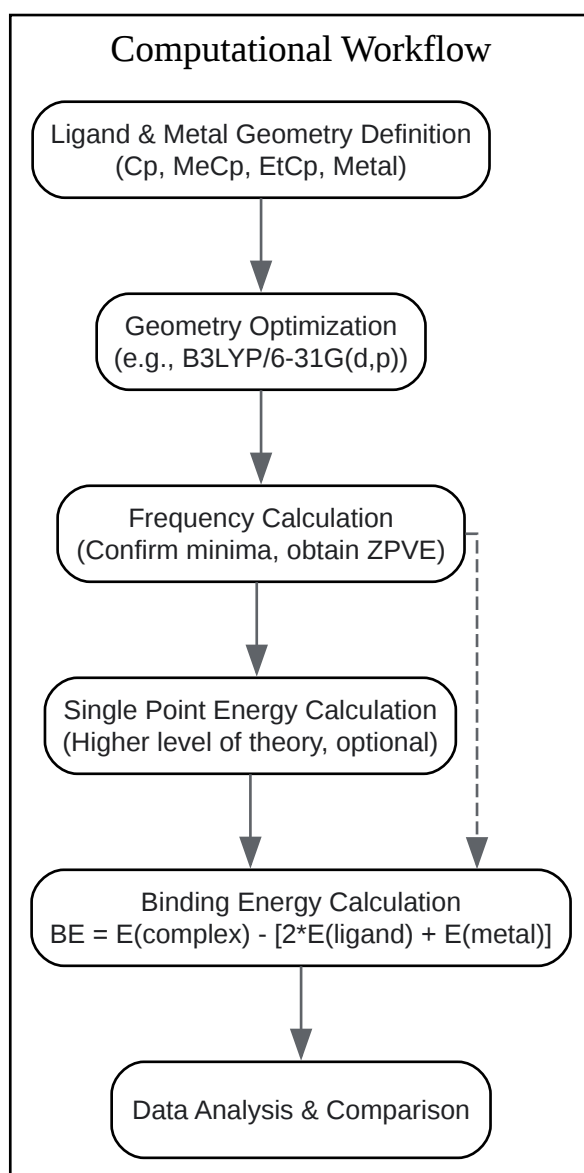 Computational Workflow
Ligand & Metal Geometry Definition
(Cp, MeCp, EtCp, Metal)
Geometry Optimization
(e.g., B3LYP/6-31G(d,p))
Frequency Calculation
(Confirm minima, obtain ZPVE)
Single Point Energy Calculation
(Higher level of theory, optional)
Binding Energy Calculation
BE = E(complex) - [2*E(ligand) + E(metal)]
Data Analysis & Comparison